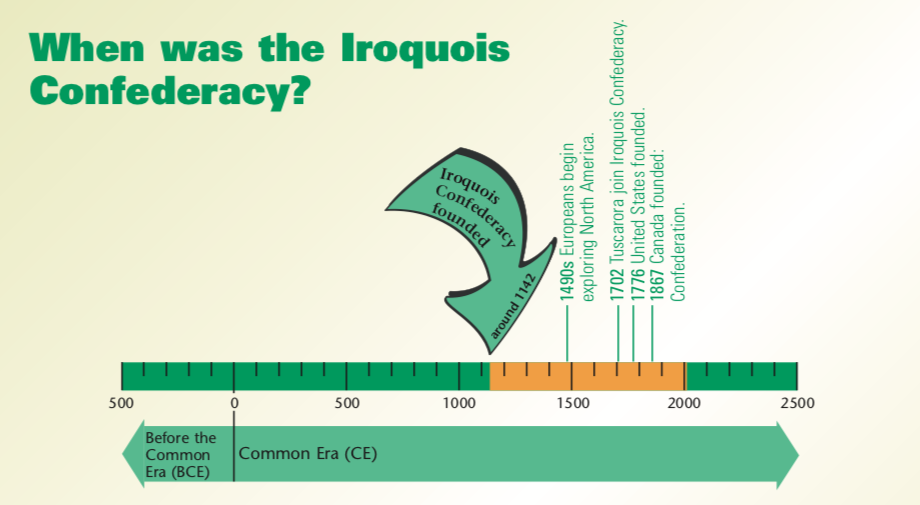 When was the Iroquois
Confederacy?
Iroquois
Confederacy
founded
around 1142
1490s Europeans begin
exploring North America.
1702 Tuscarora join Iroquois Confederacy.
1776 United States founded.
1867 Canada founded:
Confederation.
500 0 500 1000 1500 2000 2500
Before the
Common
Era (BCE)
Common Era (CE)